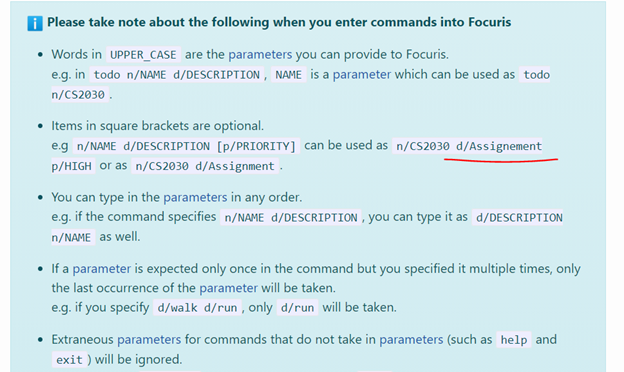 i Please take note about the following when you enter commands into Focuris
• Words in UPPER_CASE are the parameters you can provide to Focuris.
e.g. in todo n/NAME d/DESCRIPTION, NAME is a parameter which can be used as todo
n/CS2030.
• Items in square brackets are optional.
e.g n/NAME d/DESCRIPTION [p/PRIORITY] can be used as n/CS2030 d/Assignement
p/HIGH or as n/CS2030 d/Assignment.
• You can type in the parameters in any order.
e.g. if the command specifies n/NAME d/DESCRIPTION, you can type it as d/DESCRIPTION
n/NAME as well.
• If a parameter is expected only once in the command but you specified it multiple times, only
the last occurrence of the parameter will be taken.
e.g. if you specify d/walk d/run, only d/run will be taken.
• Extraneous parameters for commands that do not take in parameters (such as help and
exit) will be ignored.